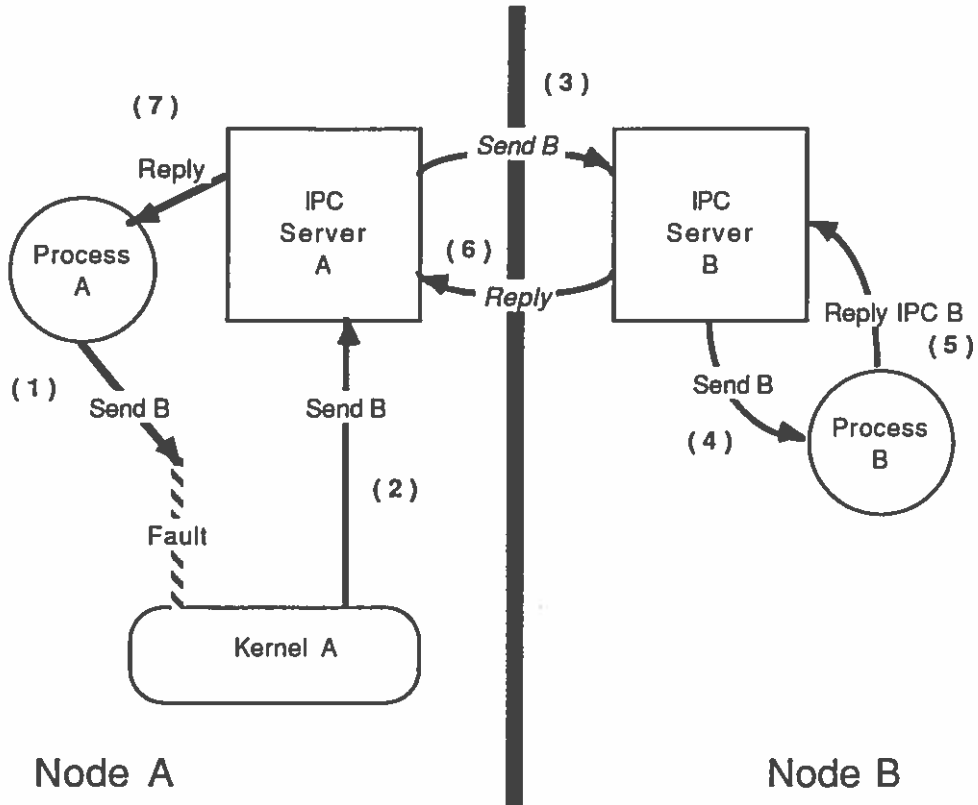 (3)
(7)
Send B
Reply
IPC
Server
A
IPC
Server
B
Process
A
(6)
Reply
Reply IPC B
(5)
(1)
Send B
Send B
Send B
(4)
Process
B
(2)
Fault
Kernel A
Node A
Node B